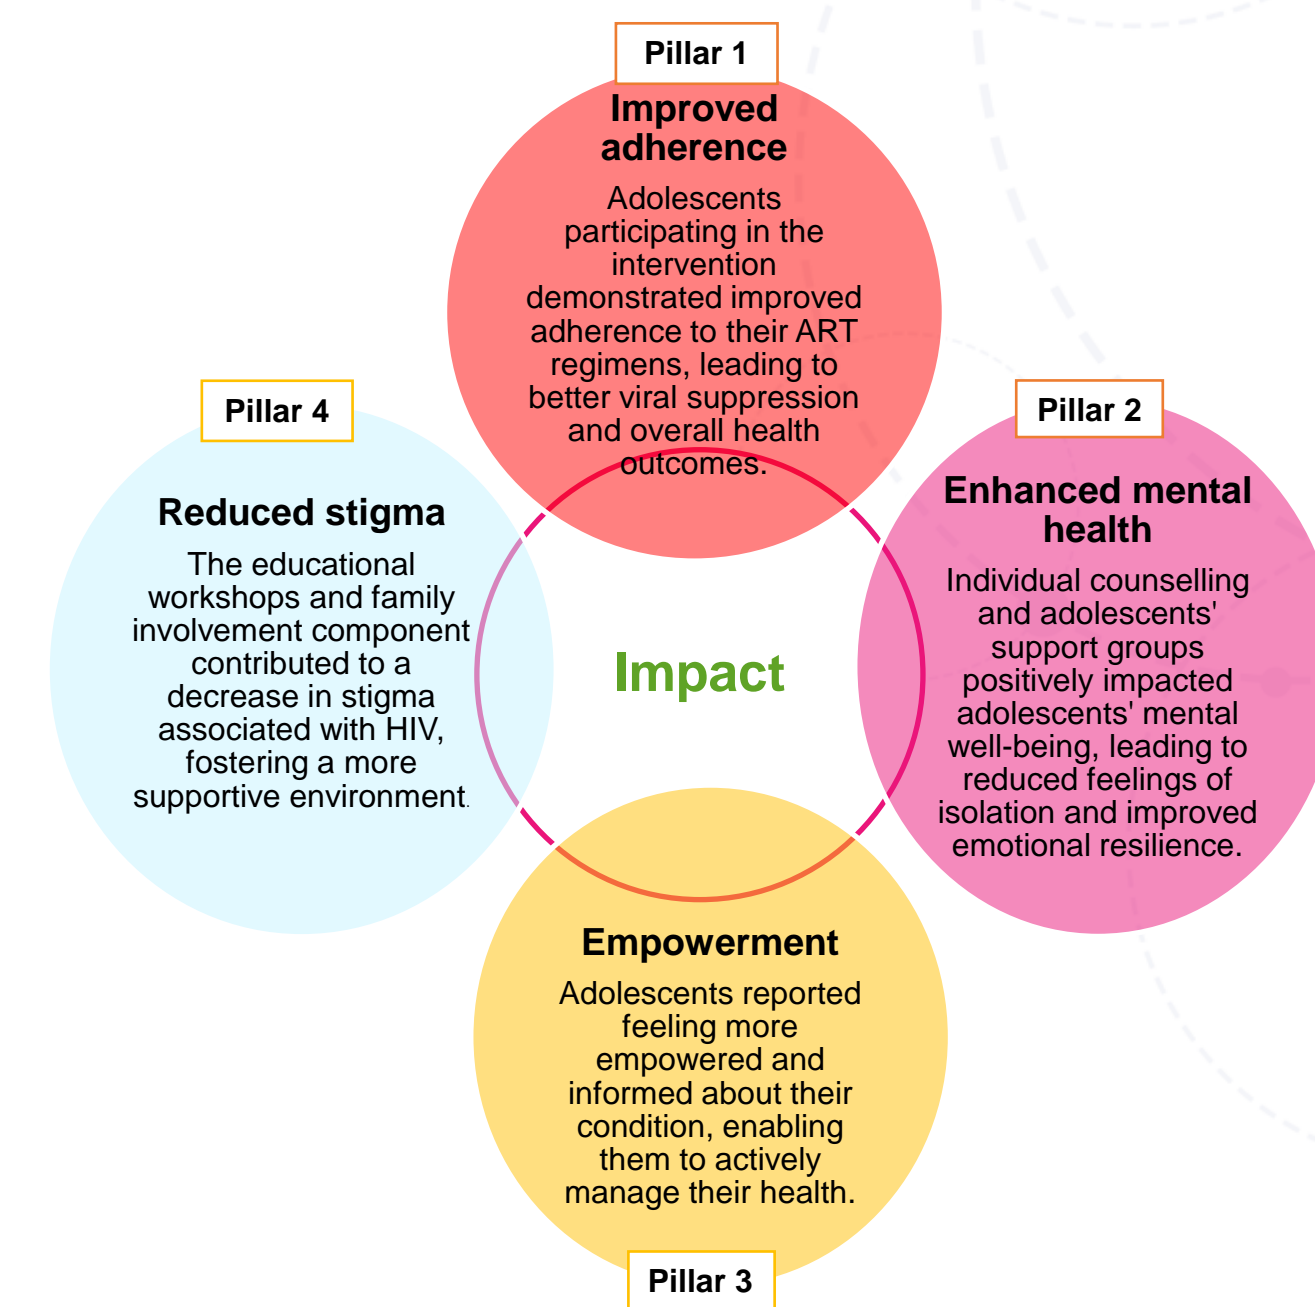 Pillar 1
Improved
adherence
Adolescents
participating in the
intervention
demonstrated improved
adherence to their ART
regimens, leading to
better viral suppression
and overall health
outcomes.
Pillar 2
Enhanced mental
health
Individual counselling
and adolescents'
support groups
positively impacted
adolescents' mental
well-being, leading to
reduced feelings of
isolation and improved
emotional resilience.
Pillar 4
Reduced stigma
The educational
workshops and family
involvement component
contributed to a
decrease in stigma
associated with HIV,
fostering a more
supportive environment.
Impact
Empowerment
Adolescents reported
feeling more
empowered and
informed about their
condition, enabling
them to actively
manage their health.
Pillar 3